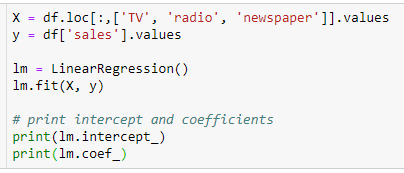 X = df.loc[:,['TV', 'radio', 'newspaper']].values
y = df['sales'].values
lm = LinearRegression()
lm.fit(X, y)
# print intercept and coefficients
print(lm.intercept_)
print(lm.coef_)